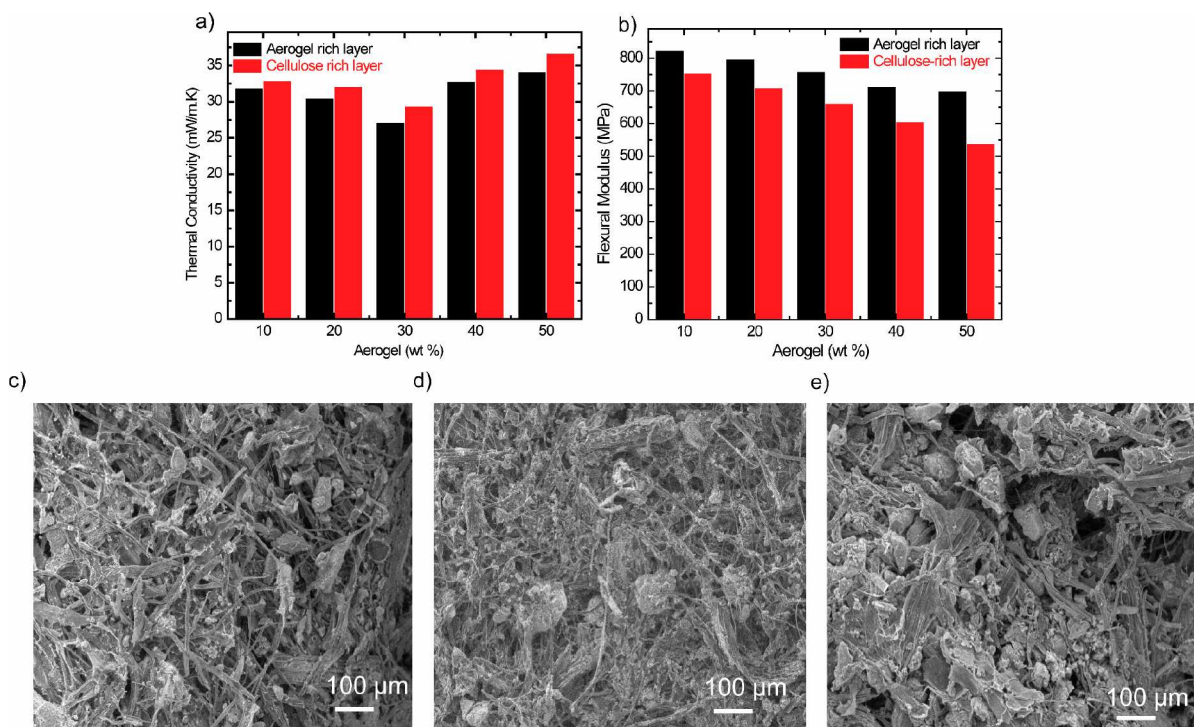 a)
Aerogel rich layer
Cellulose rich layer
35
30
25
20
15
10
5
0
Thermal Conductivity (mW/m.K)
10 20 30 40 50
Aerogel (wt %)
b)
Aerogel rich layer
Cellulose-rich layer
800
700
600
500
400
300
200
100
0
Flexural Modulus (MPa)
10 20 30 40 50
Aerogel (wt %)
c)
100 µm
d)
100 µm
e)
100 µm